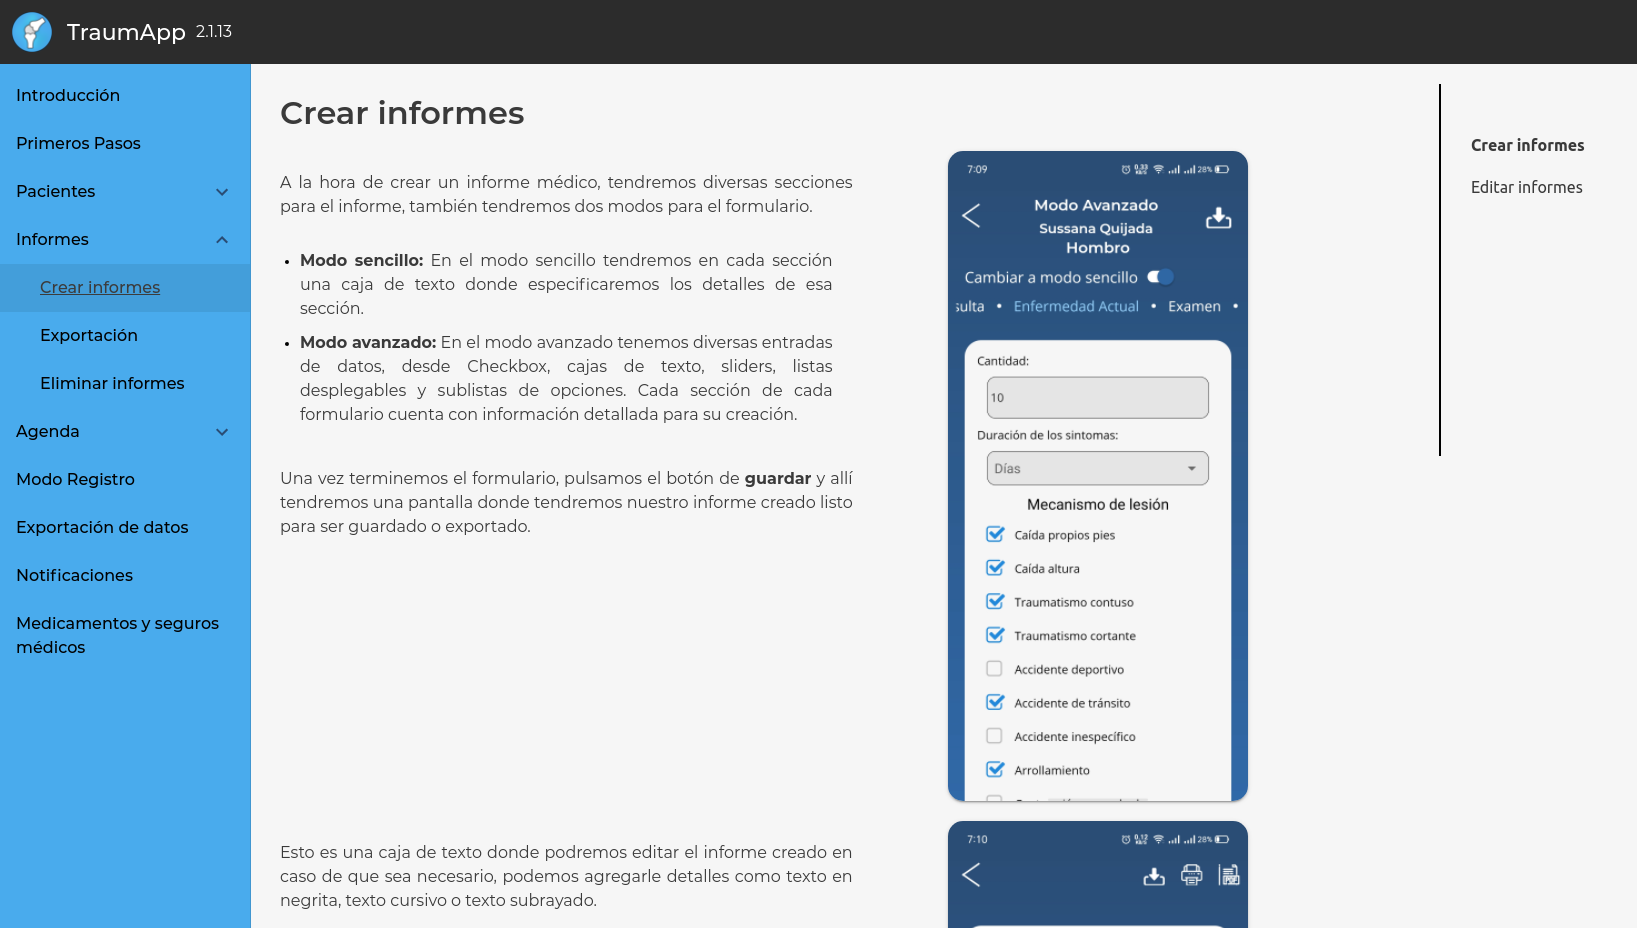 TraumApp 2.1.13
Introducción
Primeros Pasos
Pacientes
Informes
Crear informes
Exportación
Eliminar informes
Agenda
Modo Registro
Exportación de datos
Notificaciones
Medicamentos y seguros
médicos
Crear informes
A la hora de crear un informe médico, tendremos diversas secciones
para el informe, también tendremos dos modos para el formulario.
Modo sencillo: En el modo sencillo tendremos en cada sección
una caja de texto donde especificaremos los detalles de esa
sección.
Modo avanzado: En el modo avanzado tenemos diversas entradas
de datos, desde Checkbox, cajas de texto, sliders, listas
desplegables y sublistas de opciones. Cada sección de cada
formulario cuenta con información detallada para su creación.
Una vez terminemos el formulario, pulsamos el botón de guardar y allí
tendremos una pantalla donde tendremos nuestro informe creado listo
para ser guardado o exportado.
7:09 28%
Modo Avanzado
Sussana Quijada
Hombro
Cambiar a modo sencillo
sulta • Enfermedad Actual • Examen •
Cantidad:
10
Duración de los sintomas:
Días
Mecanismo de lesión
Caída propios pies
Caída altura
Traumatismo contuso
Traumatismo cortante
Accidente deportivo
Accidente de tránsito
Accidente inespecífico
Arrollamiento
Esto es una caja de texto donde podremos editar el informe creado en
caso de que sea necesario, podemos agregarle detalles como texto en
negrita, texto cursivo o texto subrayado.
7:10 28%
PDF
Crear informes
Editar informes